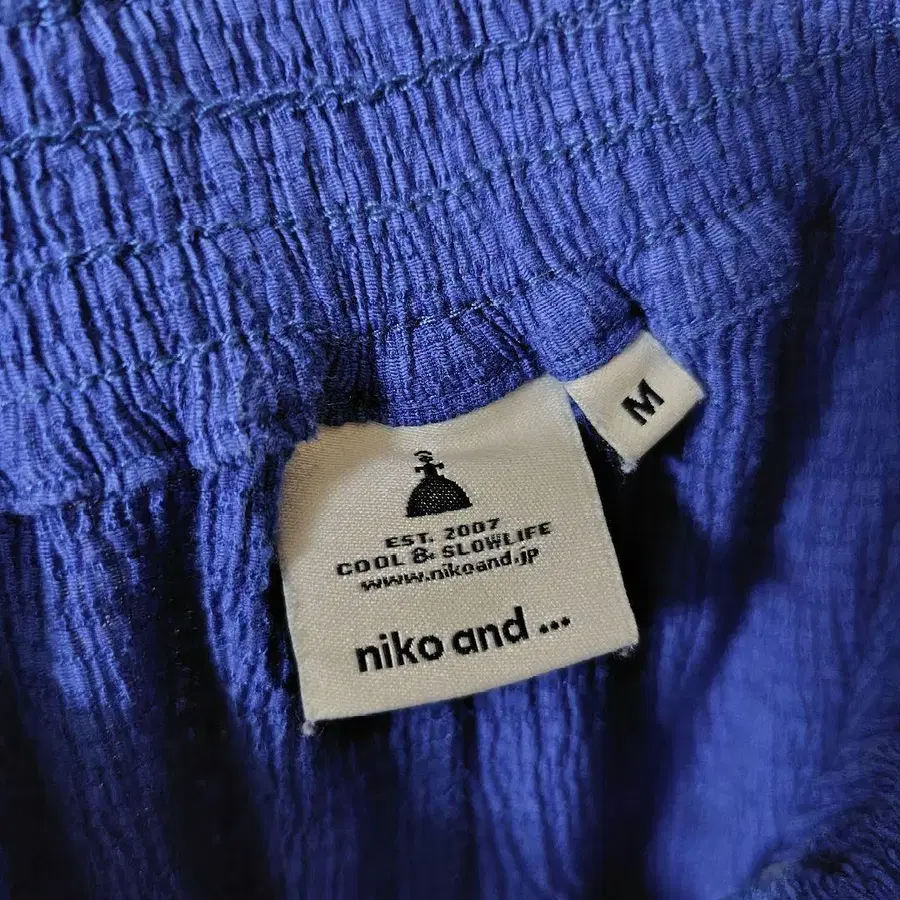 M
EST. 2007
COOL & SLOWLIFE
www.nikoand.jp
niko and ...